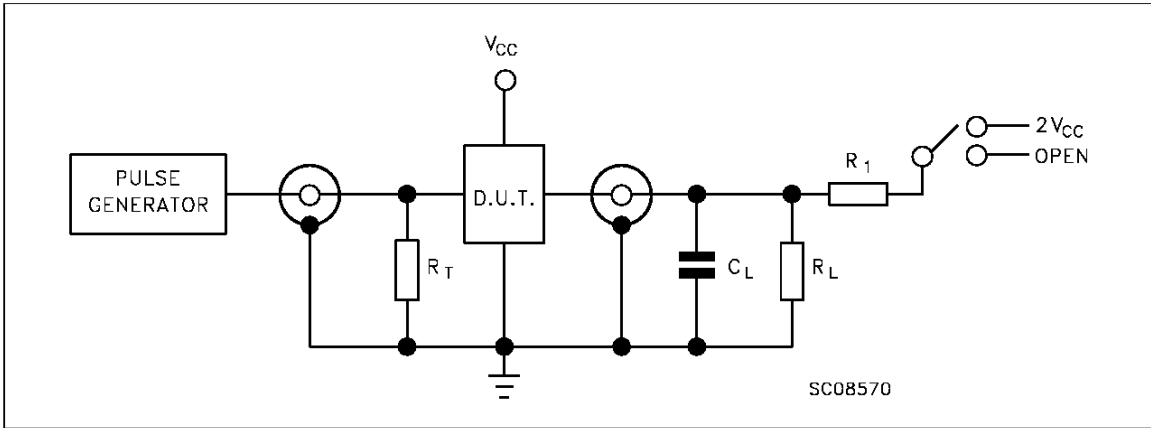 VCC
2VCC
OPEN
R1
PULSE
GENERATOR
D.U.T.
RT
CL
RL
SC08570